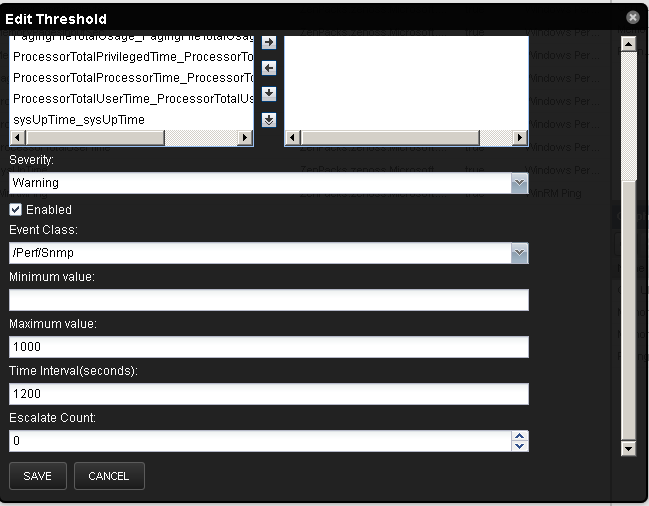 Edit Threshold
PagingFileTotalUsage_PagingFileTotalUsag
ProcessorTotalPrivilegedTime_ProcessorTo
ProcessorTotalProcessorTime_ProcessorTo
ProcessorTotalUserTime_ProcessorTotalUs
sysUpTime_sysUpTime
Severity:
Warning
Enabled
Event Class:
/Perf/Snmp
Minimum value:
Maximum value:
1000
Time Interval(seconds):
1200
Escalate Count:
0
SAVE CANCEL